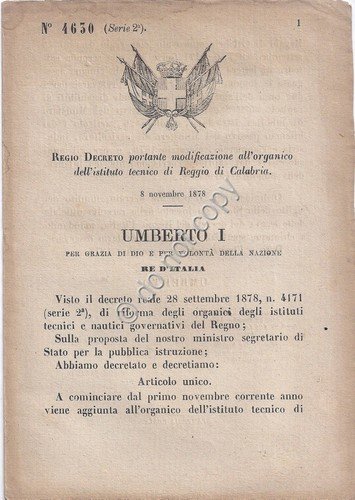 N° 4630 (Serie 2ª).
1
REGIO DECRETO portante modificazione all'organico
dell'istituto tecnico di Reggio di Calabria.
8 novembre 1878
UMBERTO I
PER GRAZIA DI DIO E PER VOLONTÀ DELLA NAZIONE
RE D'ITALIA
Visto il decreto reale 28 settembre 1878, n. 4171
(serie 2ª), di riforma degli organici degli istituti
tecnici e nautici governativi del Regno;
Sulla proposta del nostro ministro segretario di
Stato per la pubblica istruzione;
Abbiamo decretato e decretiamo:
Articolo unico.
A cominciare dal primo novembre corrente anno
viene aggiunta all'organico dell'istituto tecnico di
do not copy